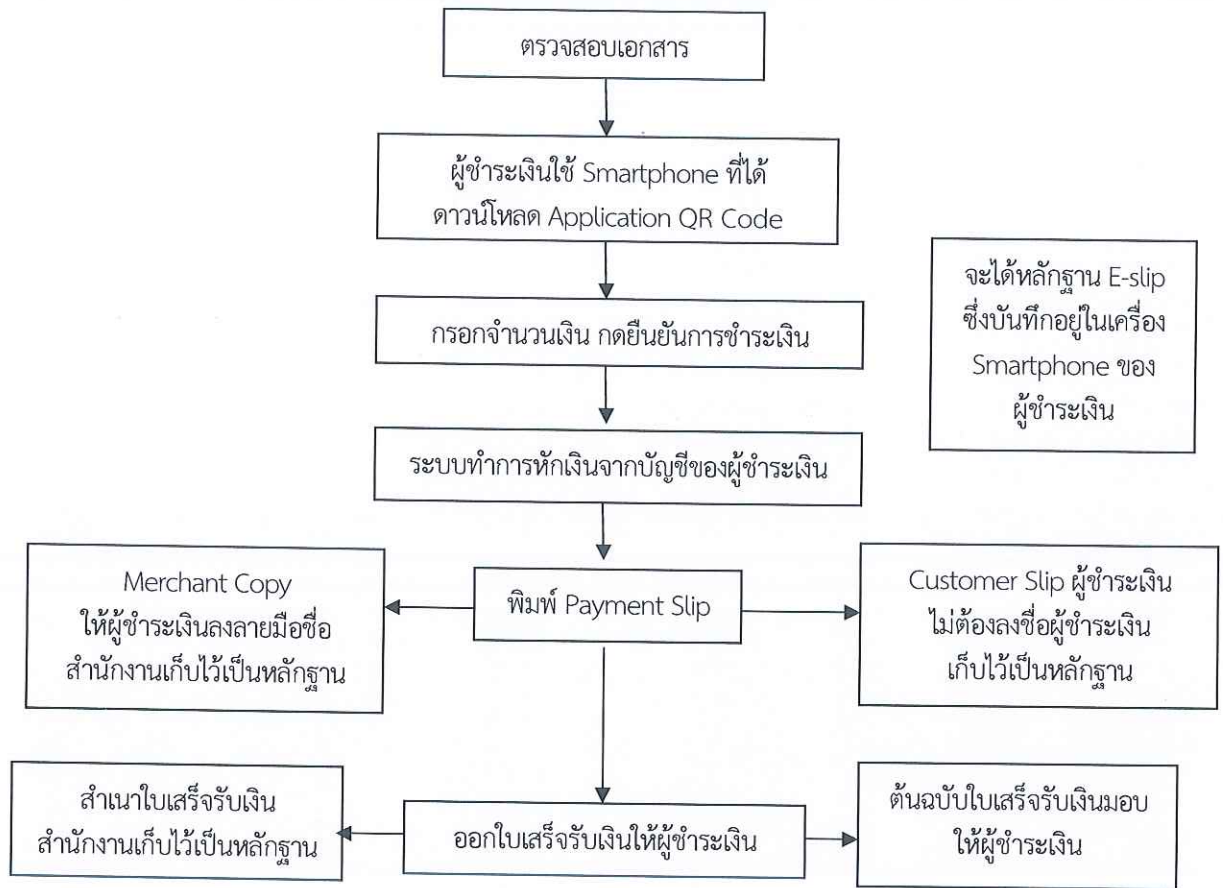 ตรวจสอบเอกสาร
ผู้ชำระเงินใช้ Smartphone ที่ได้
ดาวน์โหลด Application QR Code
จะได้หลักฐาน E-slip
ซึ่งบันทึกอยู่ในเครื่อง
Smartphone ของ
ผู้ชำระเงิน
กรอกจำนวนเงิน กดยืนยันการชำระเงิน
ระบบทำการหักเงินจากบัญชีของผู้ชำระเงิน
Merchant Copy
ให้ผู้ชำระเงินลงลายมือชื่อ
สำนักงานเก็บไว้เป็นหลักฐาน
พิมพ์ Payment Slip
Customer Slip ผู้ชำระเงิน
ไม่ต้องลงชื่อผู้ชำระเงิน
เก็บไว้เป็นหลักฐาน
สำเนาใบเสร็จรับเงิน
สำนักงานเก็บไว้เป็นหลักฐาน
ออกใบเสร็จรับเงินให้ผู้ชำระเงิน
ต้นฉบับใบเสร็จรับเงินมอบ
ให้ผู้ชำระเงิน